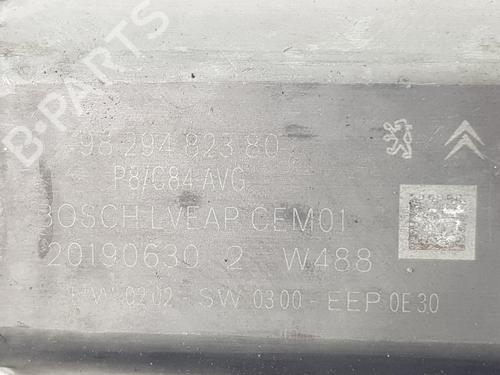 B-PARTS
98 294 823 80
P8/C84 AVG
BOSCH LVEAP CEM01
20190630 2 W488
HW 0202 - SW 0300 - EEP 0E30